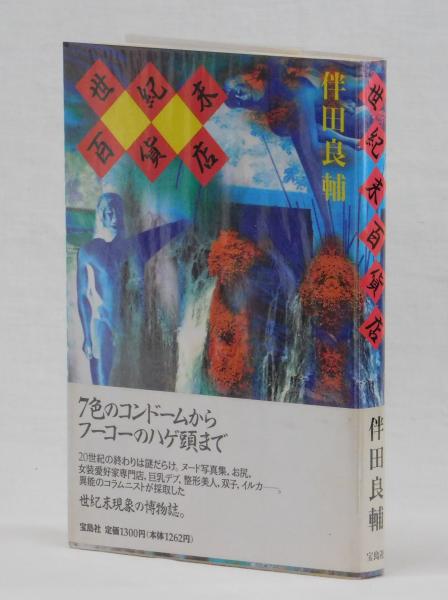 世紀末
百貨店
伴田良輔
7色のコンドームから
フーコーのハゲ頭まで
20世紀の終わりは謎だらけ。ヌード写真集、お尻、
女装愛好家専門店、巨乳デブ、整形美人、双子、イルカ──。
異能のコラムニストが採取した
世紀末現象の博物誌。
宝島社 定価1300円(本体1262円)
世紀末百貨店
伴田良輔
宝島社